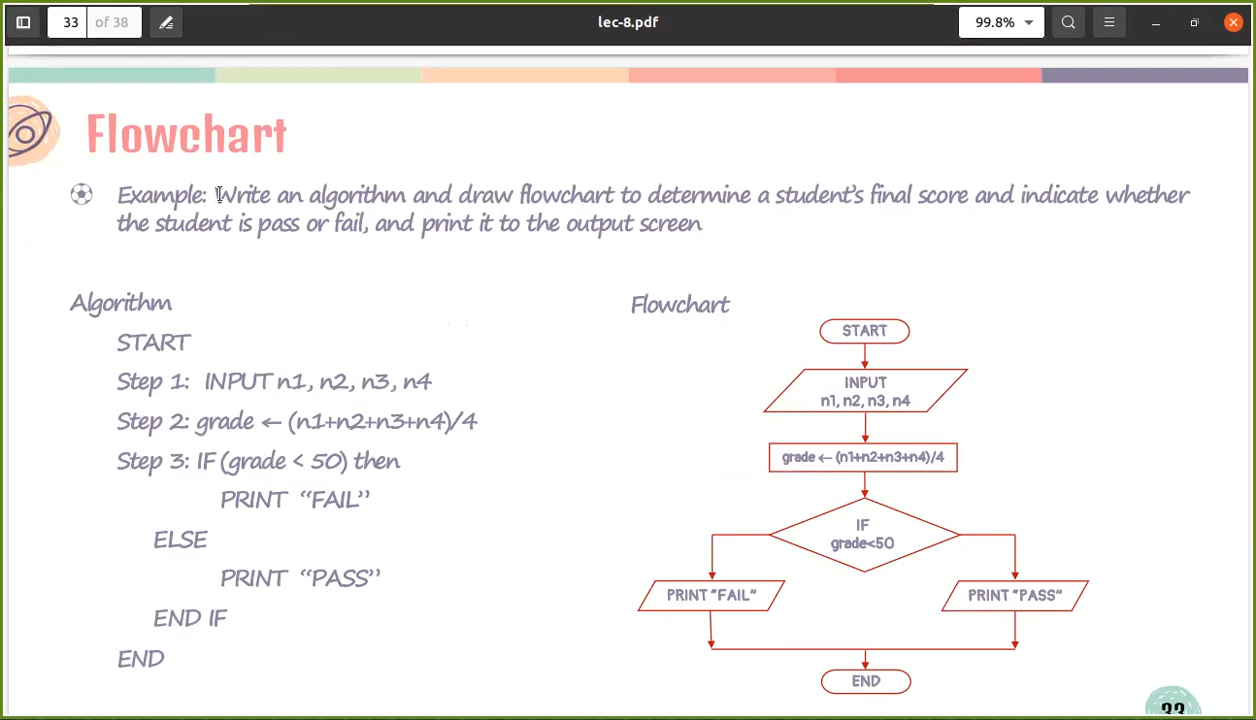 33 of 38
lec-8.pdf
99.8%
Flowchart
Example: Write an algorithm and draw flowchart to determine a student's final score and indicate whether
the student is pass or fail, and print it to the output screen
Algorithm
START
Step 1: INPUT n1, n2, n3, n4
Step 2: grade ← (n1+n2+n3+n4)/4
Step 3: IF (grade < 50) then
PRINT “FAIL”
ELSE
PRINT “PASS”
END IF
END
Flowchart
START
INPUT
n1, n2, n3, n4
grade ← (n1+n2+n3+n4)/4
IF
grade<50
PRINT "FAIL"
PRINT "PASS"
END
33